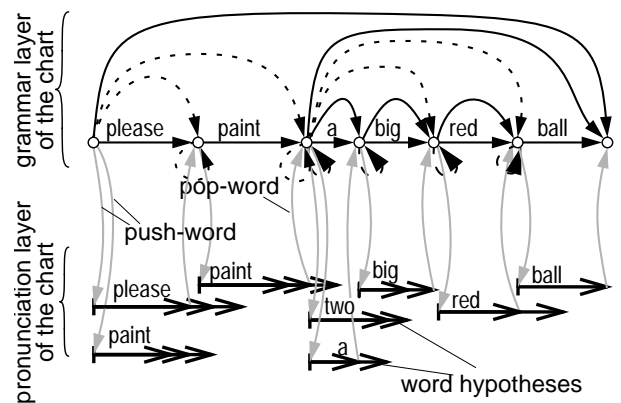 grammar layer
of the chart
please
paint
a
big
red
ball
pop-word
push-word
pronunciation layer
of the chart
paint
please
big
ball
two
red
paint
a
word hypotheses